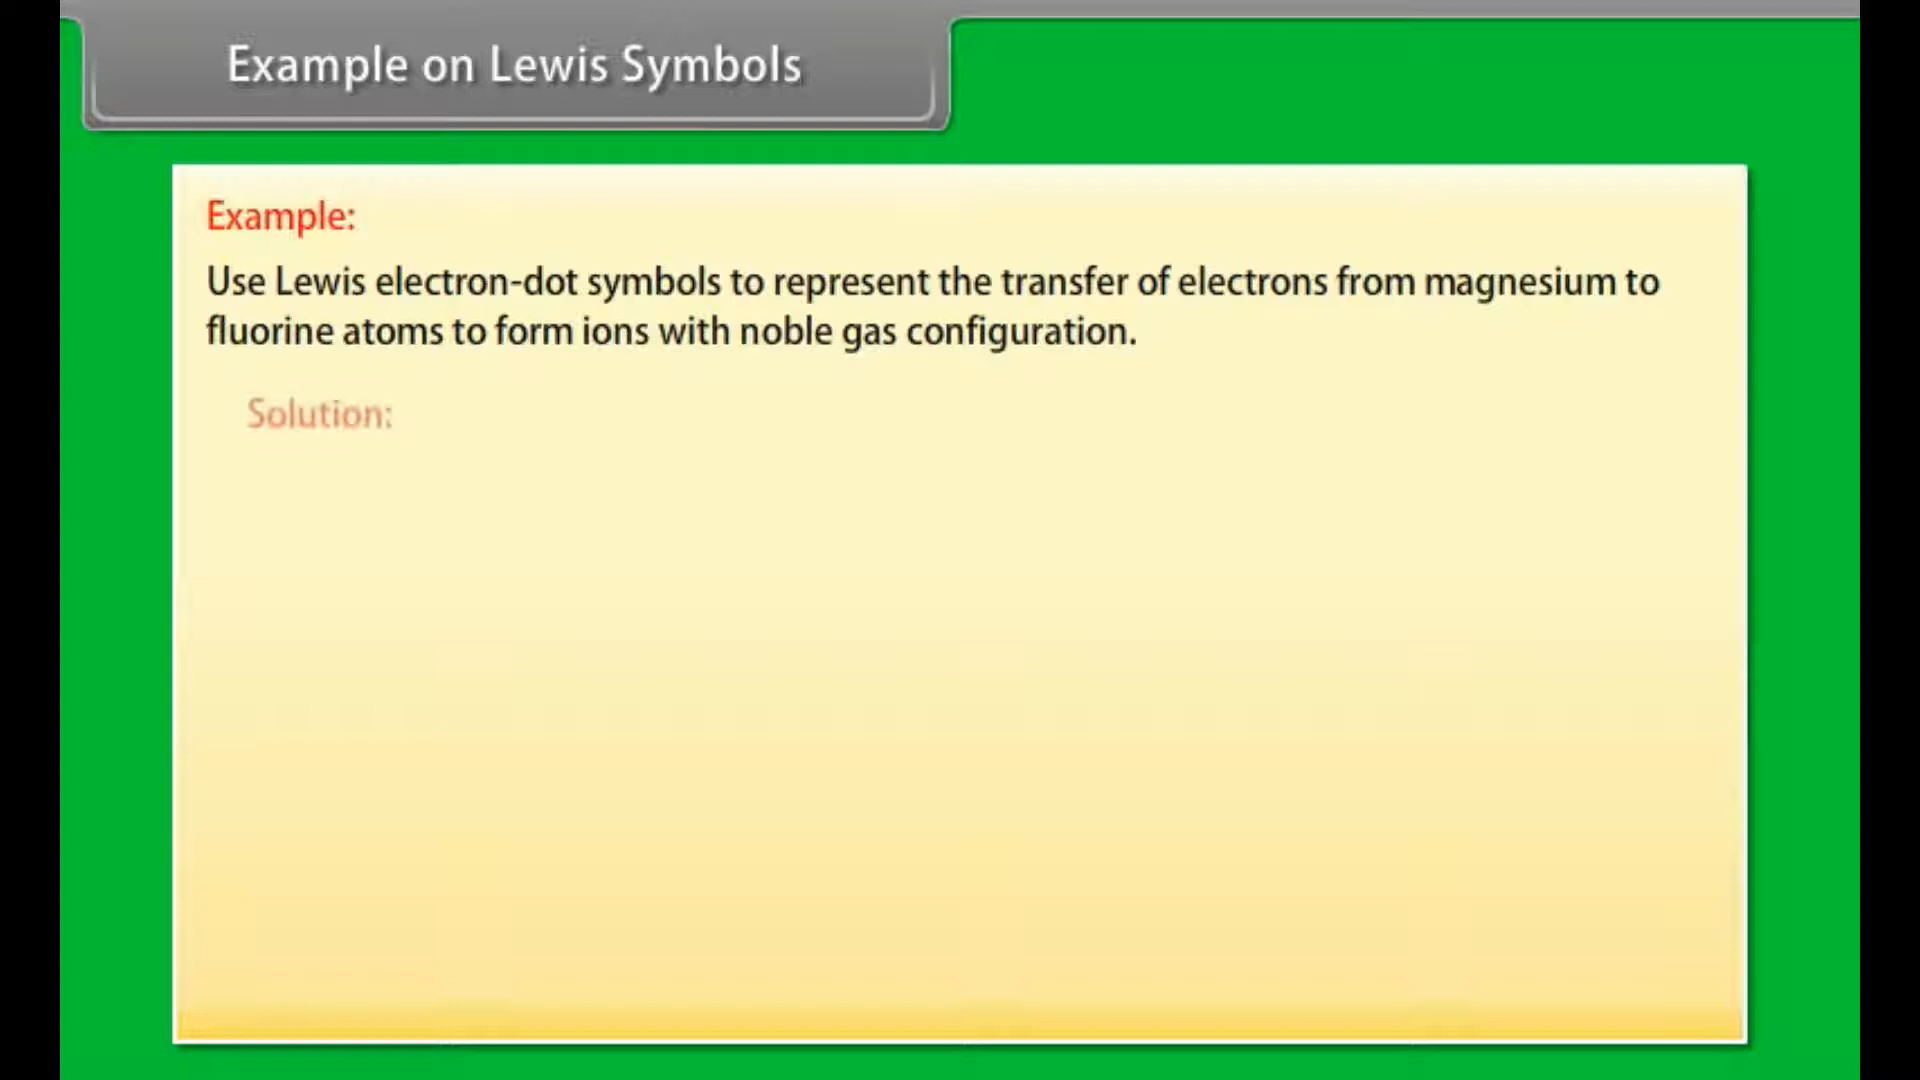 Example on Lewis Symbols
Example:
Use Lewis electron-dot symbols to represent the transfer of electrons from magnesium to
fluorine atoms to form ions with noble gas configuration.
Solution: